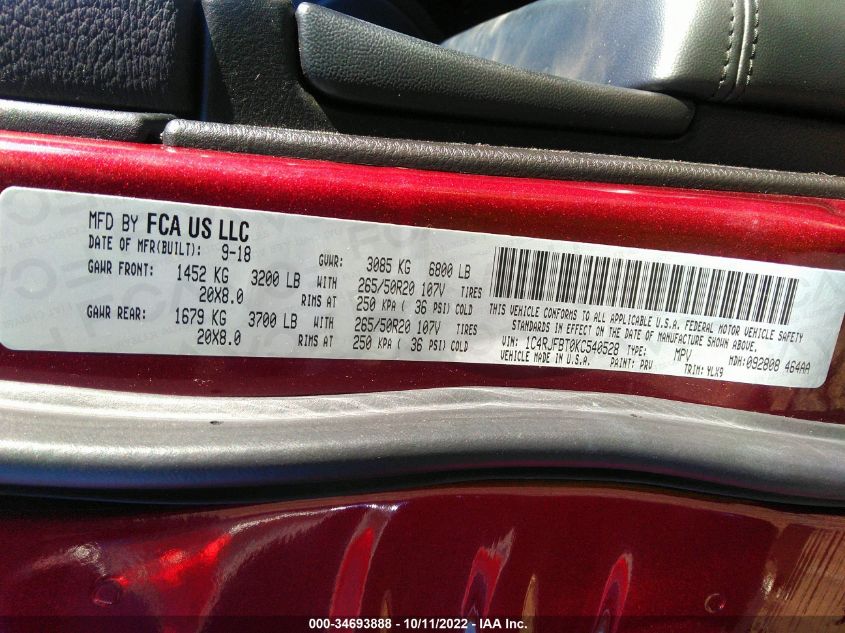 MFD BY FCA US LLC
DATE OF MFR(BUILT): 9-18 GVWR: 3085 KG 6800 LB
GAWR FRONT: 1452 KG 3200 LB WITH 265/50R20 107V TIRES
20X8.0 RIMS AT 250 KPA ( 36 PSI) COLD
GAWR REAR: 1679 KG 3700 LB WITH 265/50R20 107V TIRES
20X8.0 RIMS AT 250 KPA ( 36 PSI) COLD
THIS VEHICLE CONFORMS TO ALL APPLICABLE U.S.A. FEDERAL MOTOR VEHICLE SAFETY
STANDARDS IN EFFECT ON THE DATE OF MANUFACTURE SHOWN ABOVE.
VIN: 1C4RJFBT0KC540528 TYPE: MPV MDH: 092808 464AA
VEHICLE MADE IN U.S.A. PAINT: PRV TRIM: YLX9
000-34693888 - 10/11/2022 - IAA Inc.